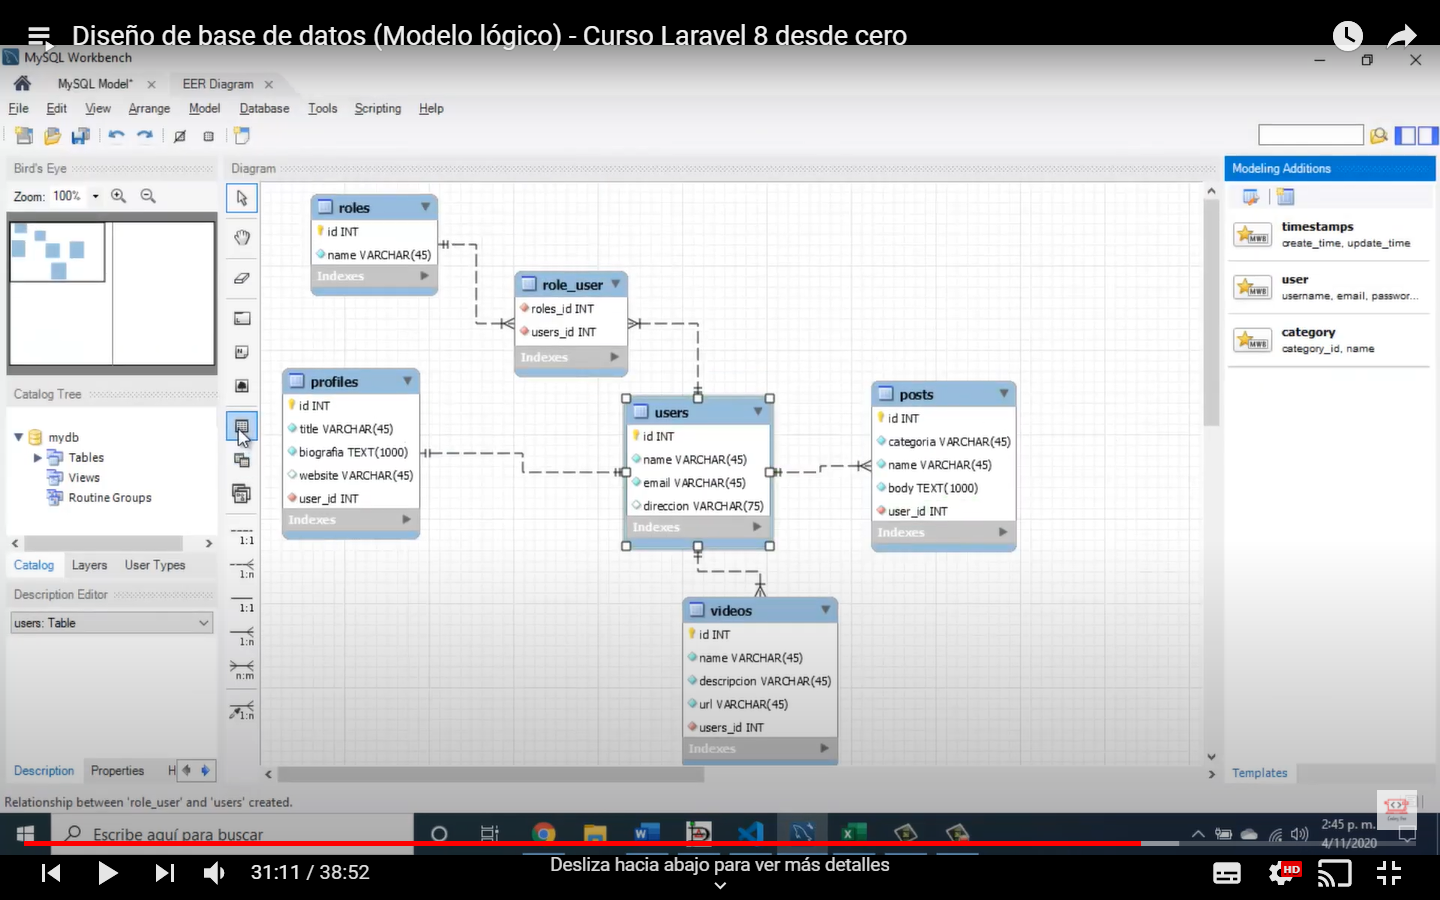 Diseño de base de datos (Modelo lógico) - Curso Laravel 8 desde cero
MySQL Workbench
MySQL Model*
EER Diagram
File Edit View Arrange Model Database Tools Scripting Help
Bird's Eye
Zoom: 100%
Catalog Tree
mydb
Tables
Views
Routine Groups
Catalog Layers User Types
Description Editor
users: Table
Description Properties H
1:1
1:n
1:1
1:n
n:m
1:n
Diagram
roles
id INT
name VARCHAR(45)
Indexes
role_user
roles_id INT
users_id INT
Indexes
profiles
id INT
title VARCHAR(45)
biografia TEXT(1000)
website VARCHAR(45)
user_id INT
Indexes
users
id INT
name VARCHAR(45)
email VARCHAR(45)
direccion VARCHAR(75)
Indexes
posts
id INT
categoria VARCHAR(45)
name VARCHAR(45)
body TEXT(1000)
user_id INT
Indexes
videos
id INT
name VARCHAR(45)
descripcion VARCHAR(45)
url VARCHAR(45)
users_id INT
Indexes
Modeling Additions
timestamps
create_time, update_time
user
username, email, passwor...
category
category_id, name
Templates
Relationship between 'role_user' and 'users' created.
Escribe aquí para buscar
2:45 p. m.
4/11/2020
31:11 / 38:52
Desliza hacia abajo para ver más detalles
HD